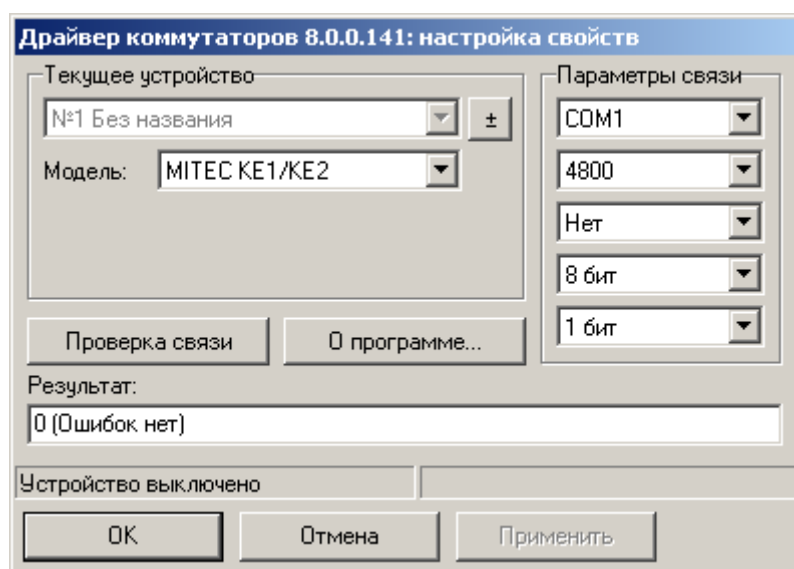 Драйвер коммутаторов 8.0.0.141: настройка свойств
Текущее устройство
№1 Без названия
±
Модель: MITEC KE1/KE2
Параметры связи
COM1
4800
Нет
8 бит
1 бит
Проверка связи
О программе...
Результат:
0 (Ошибок нет)
Устройство выключено
OK
Отмена
Применить